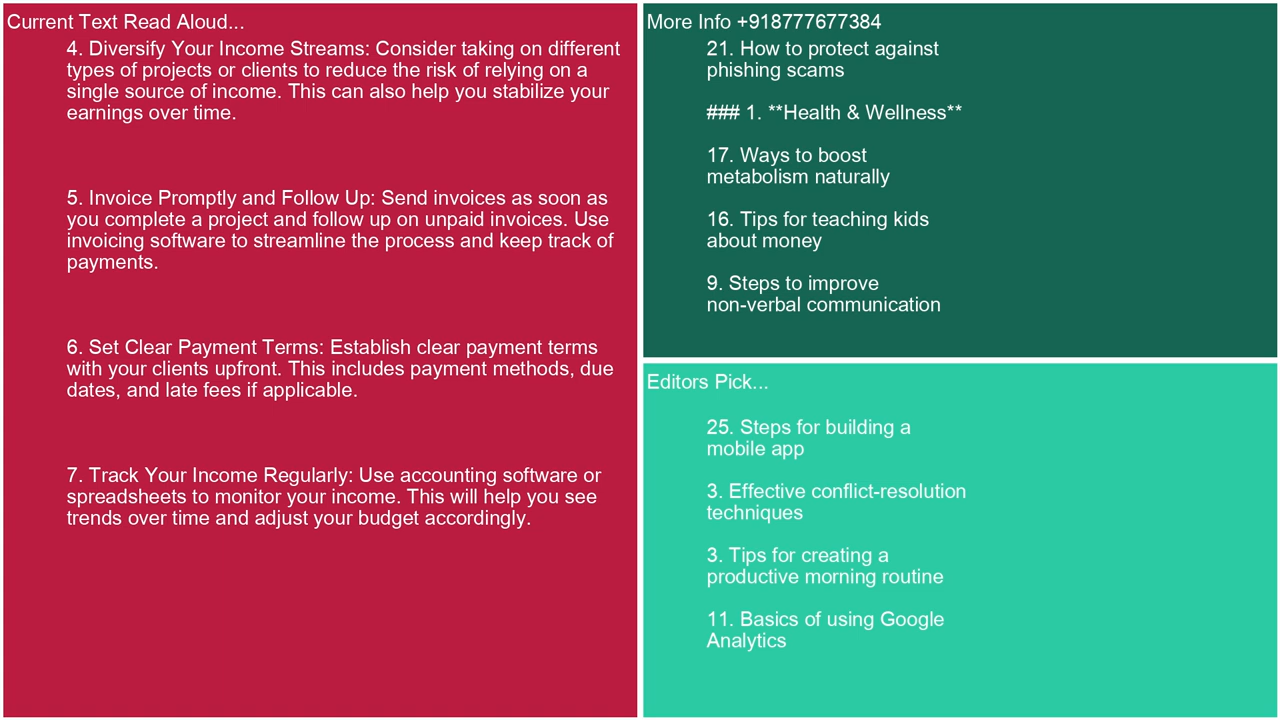 Current Text Read Aloud...
4. Diversify Your Income Streams: Consider taking on different
types of projects or clients to reduce the risk of relying on a
single source of income. This can also help you stabilize your
earnings over time.
5. Invoice Promptly and Follow Up: Send invoices as soon as
you complete a project and follow up on unpaid invoices. Use
invoicing software to streamline the process and keep track of
payments.
6. Set Clear Payment Terms: Establish clear payment terms
with your clients upfront. This includes payment methods, due
dates, and late fees if applicable.
7. Track Your Income Regularly: Use accounting software or
spreadsheets to monitor your income. This will help you see
trends over time and adjust your budget accordingly.
More Info +918777677384
21. How to protect against
phishing scams
### 1. **Health & Wellness**
17. Ways to boost
metabolism naturally
16. Tips for teaching kids
about money
9. Steps to improve
non-verbal communication
Editors Pick...
25. Steps for building a
mobile app
3. Effective conflict-resolution
techniques
3. Tips for creating a
productive morning routine
11. Basics of using Google
Analytics